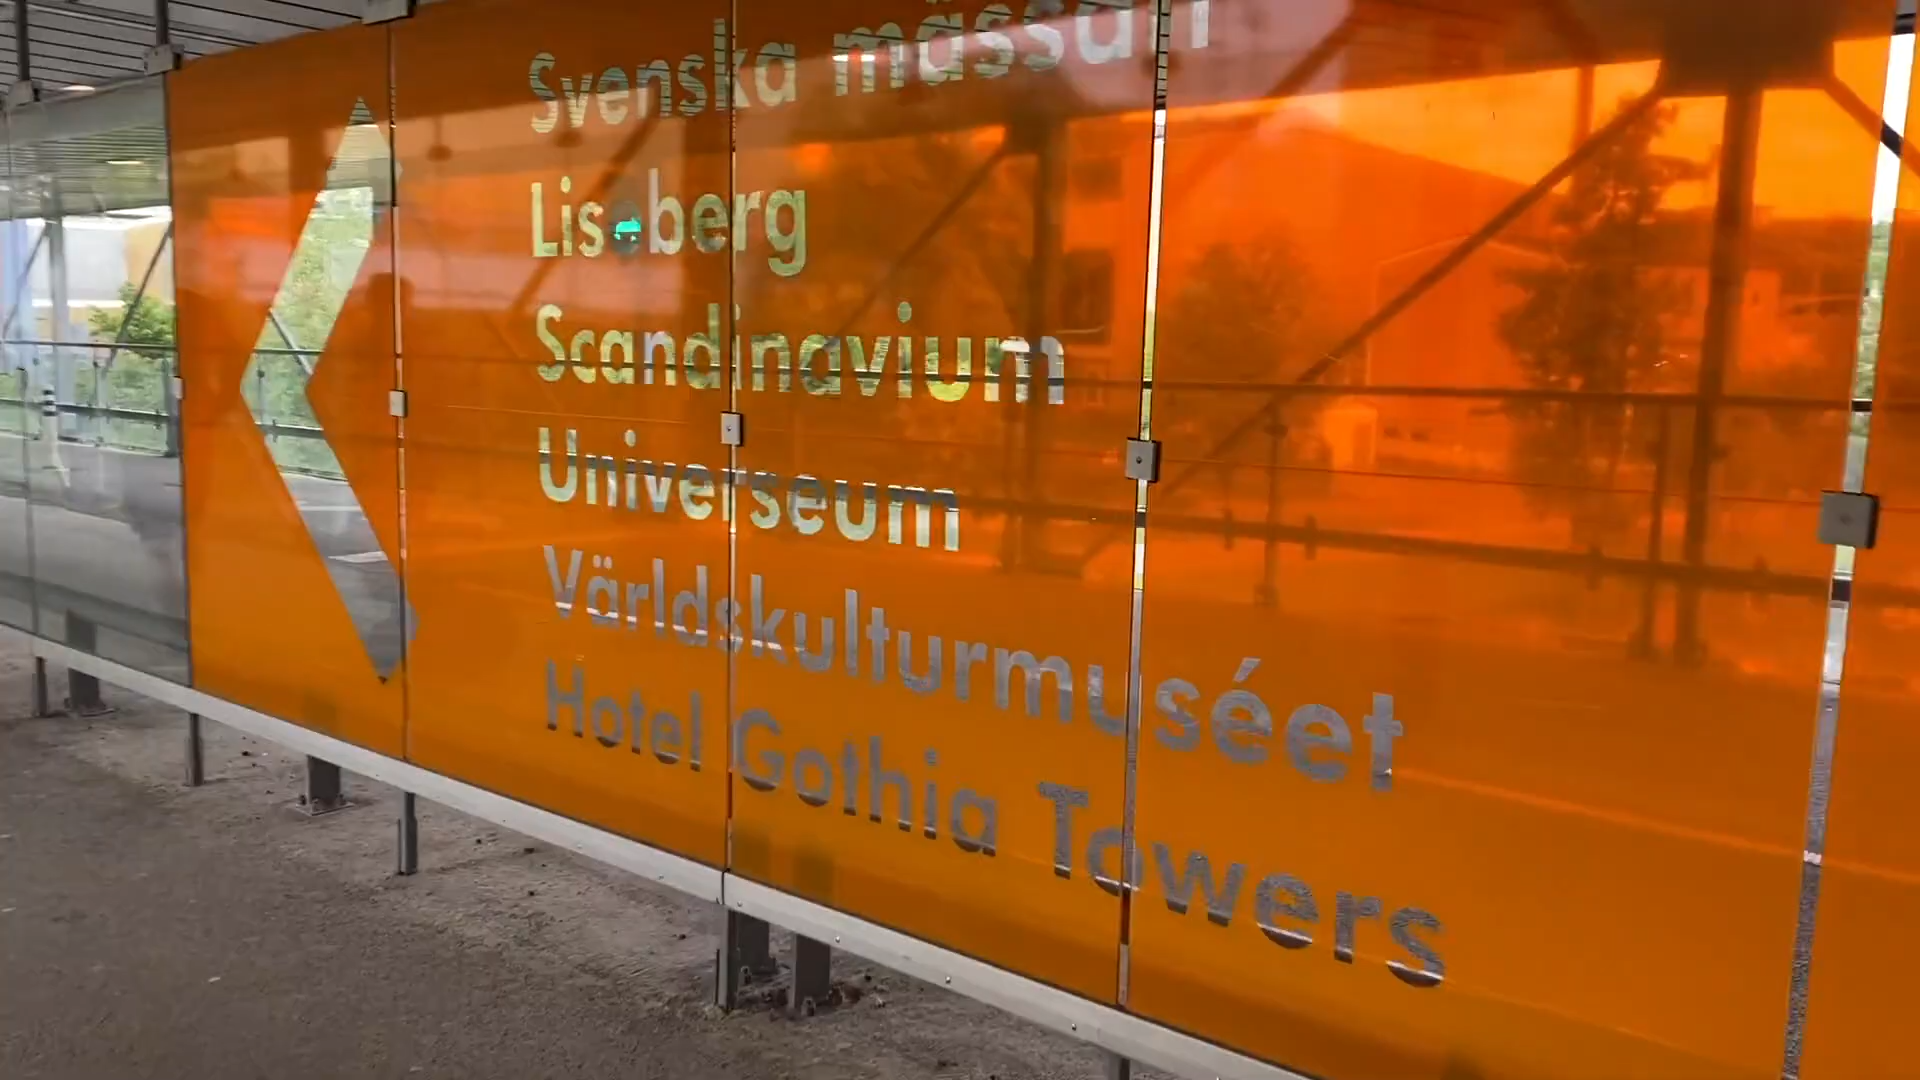 Svenska mässan
Liseberg
Scandinavium
Universeum
Världskulturmuséet
Hotel Gothia Towers